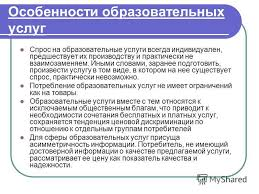 Особенности образовательных
услуг
Спрос на образовательные услуги всегда индивидуален,
предшествует их производству и практически не
взаимозаменяем. Иными словами, заранее подготовить,
произвести услугу в том виде, в котором на нее существует
спрос, практически невозможно.
Потребление образовательных услуг не имеет ограничений
как на товары.
Образовательные услуги вместе с тем относятся к
исключаемым общественным благам, что приводит к
необходимости сочетания бесплатных и платных услуг,
сохраняется тенденция ценовой дискриминации по
отношению к отдельным группам потребителей
Для сферы образовательных услуг присуща
асимметричность информации. Потребитель, не имеющий
достоверной информации о качестве предлагаемой услуги,
рассматривает ее цену как показатель качества и
надежности.
MyShared